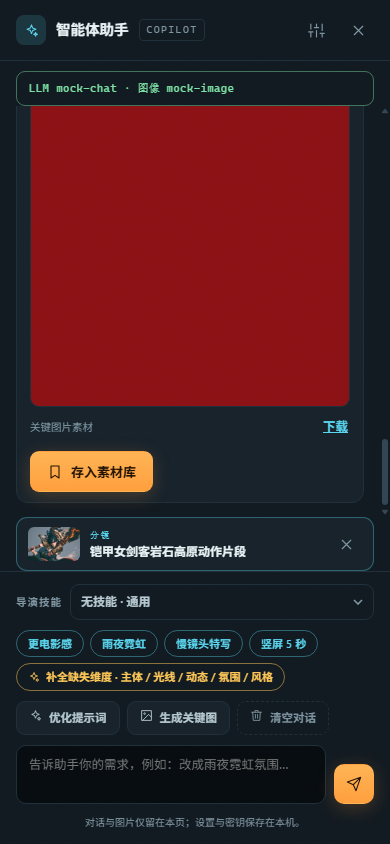 智能体助手 COPILOT
LLM mock-chat · 图像 mock-image
关键图片素材 下载
存入素材库
分镜
铠甲女剑客岩石高原动作片段
导演技能 无技能 · 通用
更电影感 雨夜霓虹 慢镜头特写 竖屏 5 秒
补全缺失维度 · 主体 / 光线 / 动态 / 氛围 / 风格
优化提示词 生成关键图 清空对话
告诉助手你的需求，例如：改成雨夜霓虹氛围...
对话与图片仅留在本页；设置与密钥保存在本机。